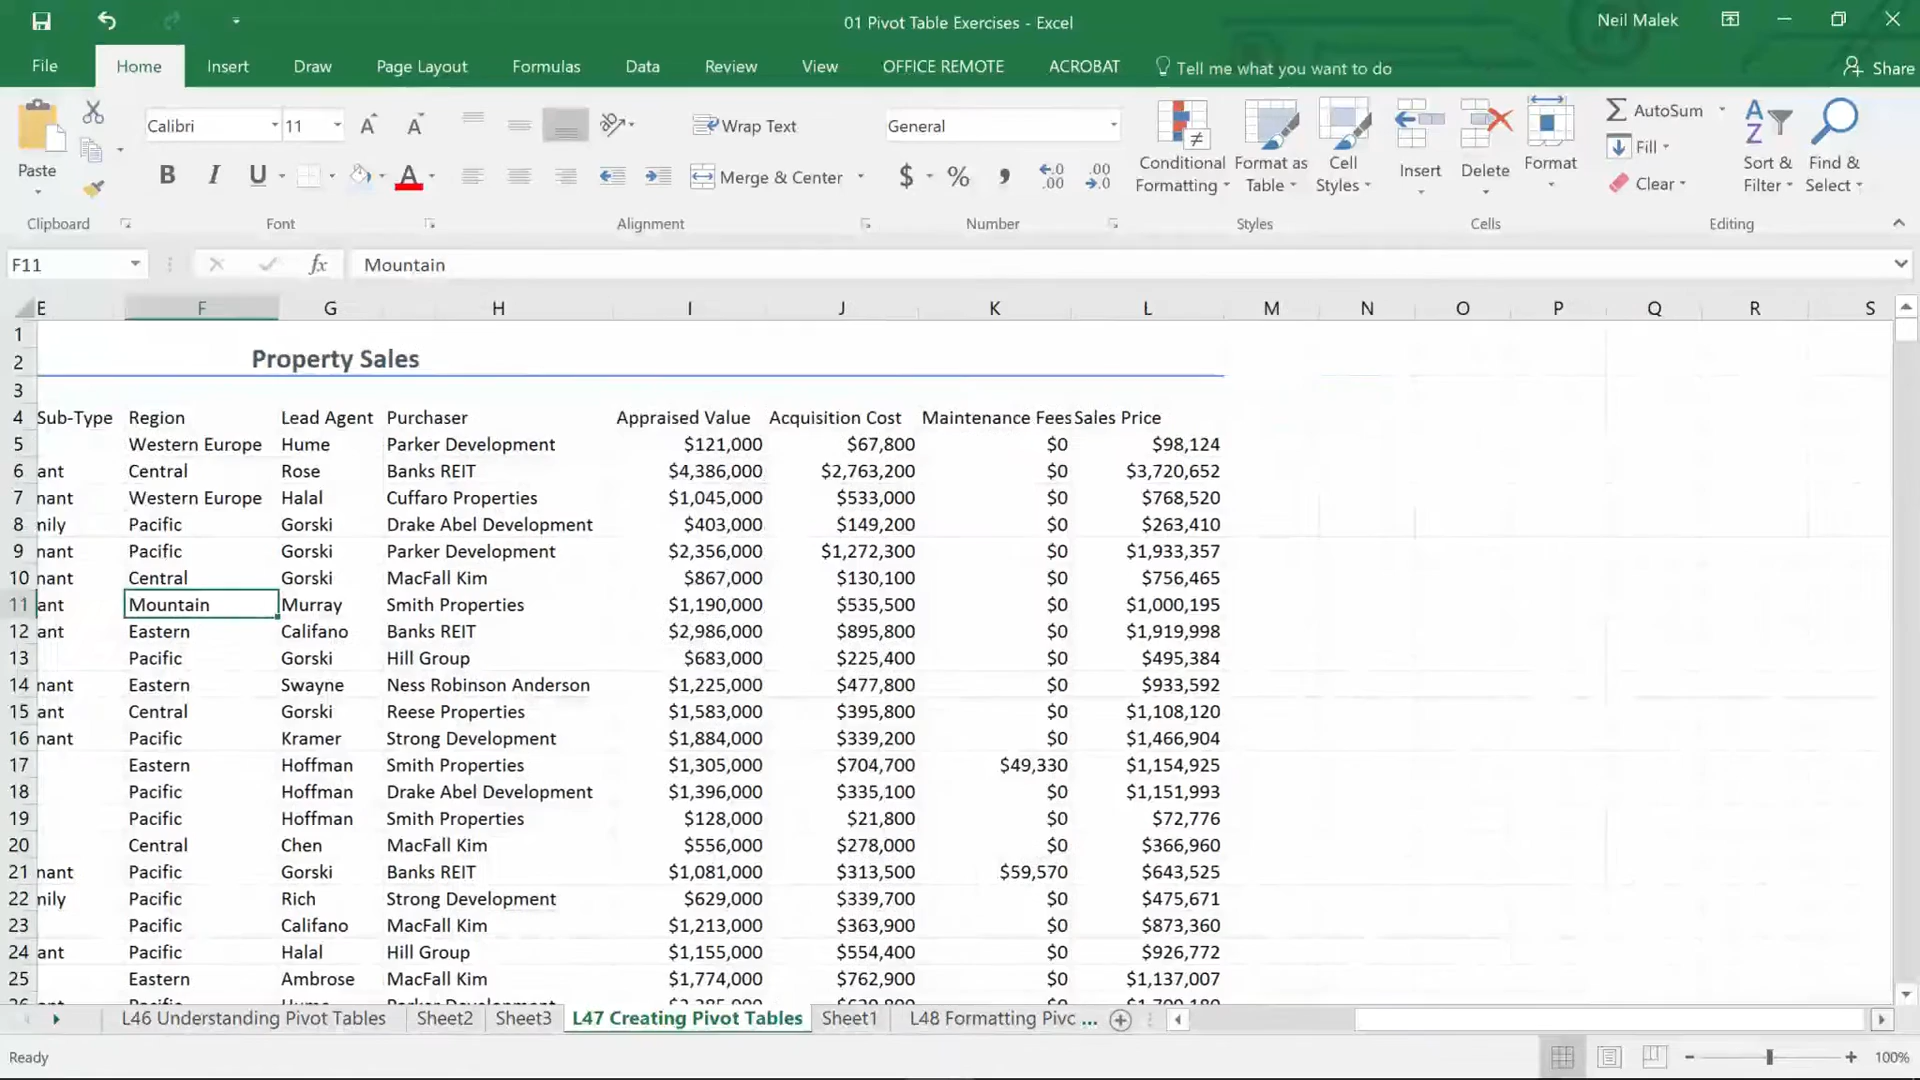 01 Pivot Table Exercises - Excel
Neil Malek
File Home Insert Draw Page Layout Formulas Data Review View OFFICE REMOTE ACROBAT Tell me what you want to do Share
Paste
Calibri 11
Wrap Text
General
Conditional Formatting
Format as Table
Cell Styles
Insert
Delete
Format
AutoSum
Fill
Clear
Sort & Filter
Find & Select
B I U A
Merge & Center
$ % ,
Clipboard Font Alignment Number Styles Cells Editing
F11 fx Mountain
E F G H I J K L M N O P Q R S
1
2 Property Sales
3
4 Sub-Type Region Lead Agent Purchaser Appraised Value Acquisition Cost Maintenance Fees Sales Price
5 Western Europe Hume Parker Development $121,000 $67,800 $0 $98,124
6 ant Central Rose Banks REIT $4,386,000 $2,763,200 $0 $3,720,652
7 nant Western Europe Halal Cuffaro Properties $1,045,000 $533,000 $0 $768,520
8 nily Pacific Gorski Drake Abel Development $403,000 $149,200 $0 $263,410
9 nant Pacific Gorski Parker Development $2,356,000 $1,272,300 $0 $1,933,357
10 nant Central Gorski MacFall Kim $867,000 $130,100 $0 $756,465
11 ant Mountain Murray Smith Properties $1,190,000 $535,500 $0 $1,000,195
12 ant Eastern Califano Banks REIT $2,986,000 $895,800 $0 $1,919,998
13 Pacific Gorski Hill Group $683,000 $225,400 $0 $495,384
14 nant Eastern Swayne Ness Robinson Anderson $1,225,000 $477,800 $0 $933,592
15 ant Central Gorski Reese Properties $1,583,000 $395,800 $0 $1,108,120
16 nant Pacific Kramer Strong Development $1,884,000 $339,200 $0 $1,466,904
17 Eastern Hoffman Smith Properties $1,305,000 $704,700 $49,330 $1,154,925
18 Pacific Hoffman Drake Abel Development $1,396,000 $335,100 $0 $1,151,993
19 Pacific Hoffman Smith Properties $128,000 $21,800 $0 $72,776
20 Central Chen MacFall Kim $556,000 $278,000 $0 $366,960
21 nant Pacific Gorski Banks REIT $1,081,000 $313,500 $59,570 $643,525
22 nily Pacific Rich Strong Development $629,000 $339,700 $0 $475,671
23 Pacific Califano MacFall Kim $1,213,000 $363,900 $0 $873,360
24 ant Pacific Halal Hill Group $1,155,000 $554,400 $0 $926,772
25 Eastern Ambrose MacFall Kim $1,774,000 $762,900 $0 $1,137,007
L46 Understanding Pivot Tables Sheet2 Sheet3 L47 Creating Pivot Tables Sheet1 L48 Formatting Pivc ...
Ready 100%